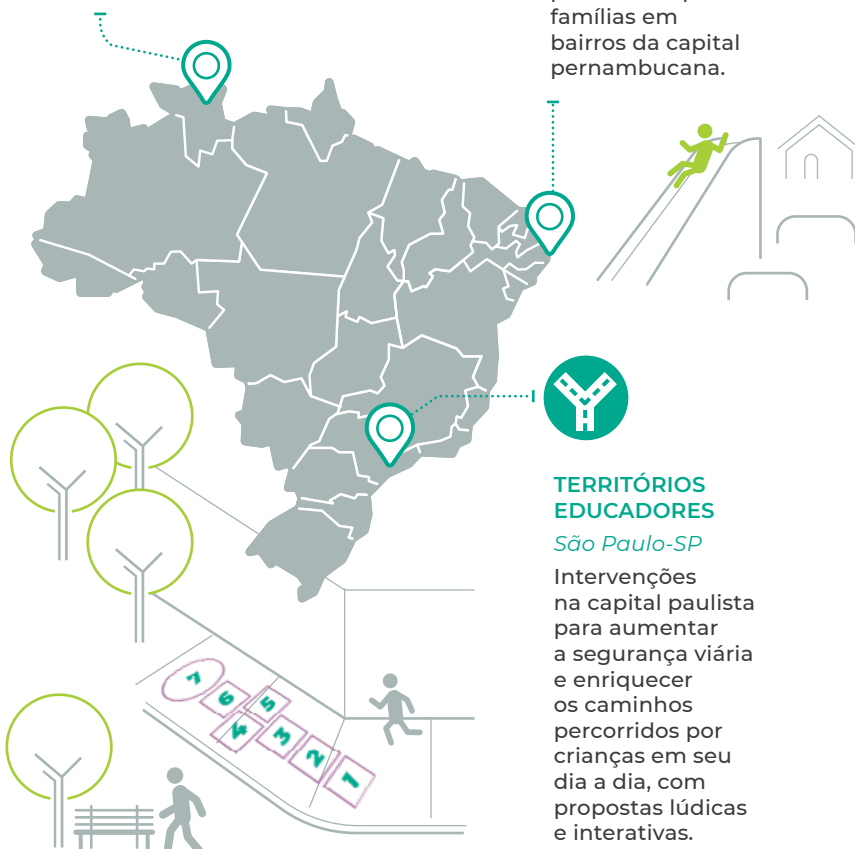 famílias em
bairros da capital
pernambucana.
TERRITÓRIOS
EDUCADORES
São Paulo-SP
Intervenções
na capital paulista
para aumentar
a segurança viária
e enriquecer
os caminhos
percorridos por
crianças em seu
dia a dia, com
propostas lúdicas
e interativas.
7
6
5
4
3
2
1